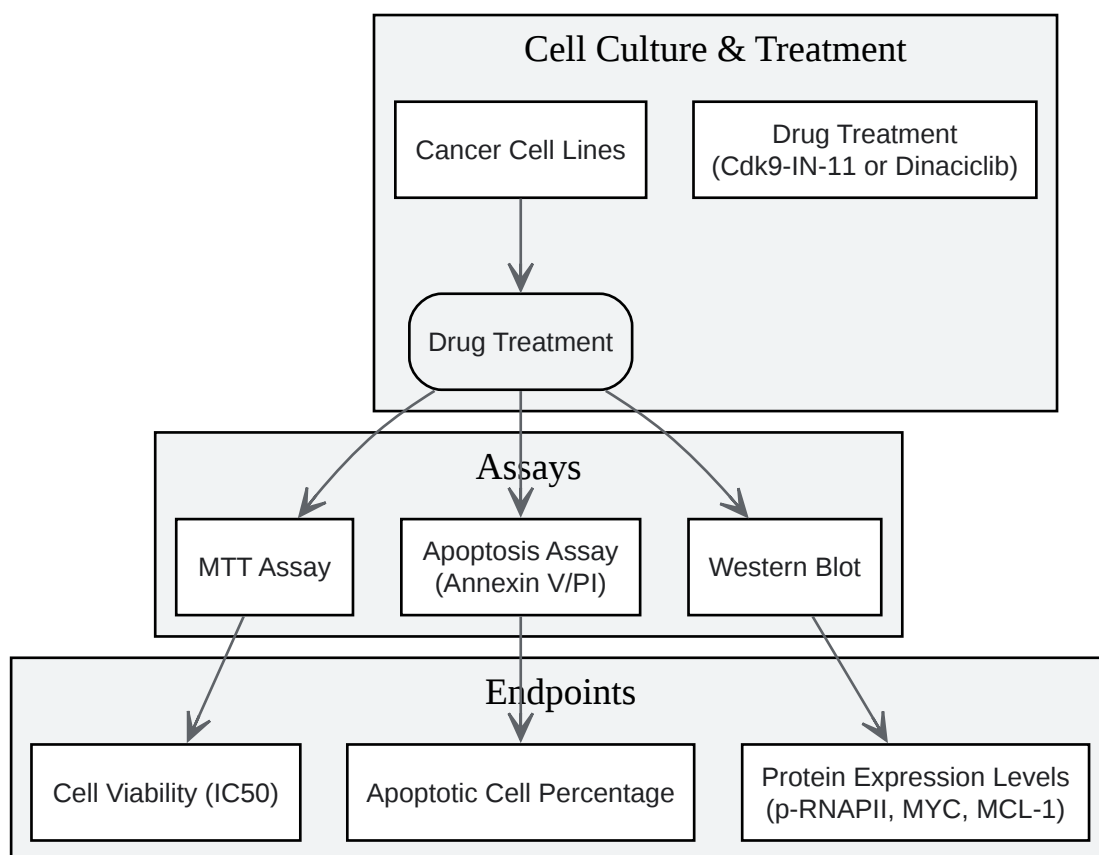 Cell Culture & Treatment
Cancer Cell Lines
Drug Treatment
(Cdk9-IN-11 or Dinaciclib)
Drug Treatment
Assays
MTT Assay
Apoptosis Assay
(Annexin V/PI)
Western Blot
Endpoints
Cell Viability (IC50)
Apoptotic Cell Percentage
Protein Expression Levels
(p-RNAPII, MYC, MCL-1)